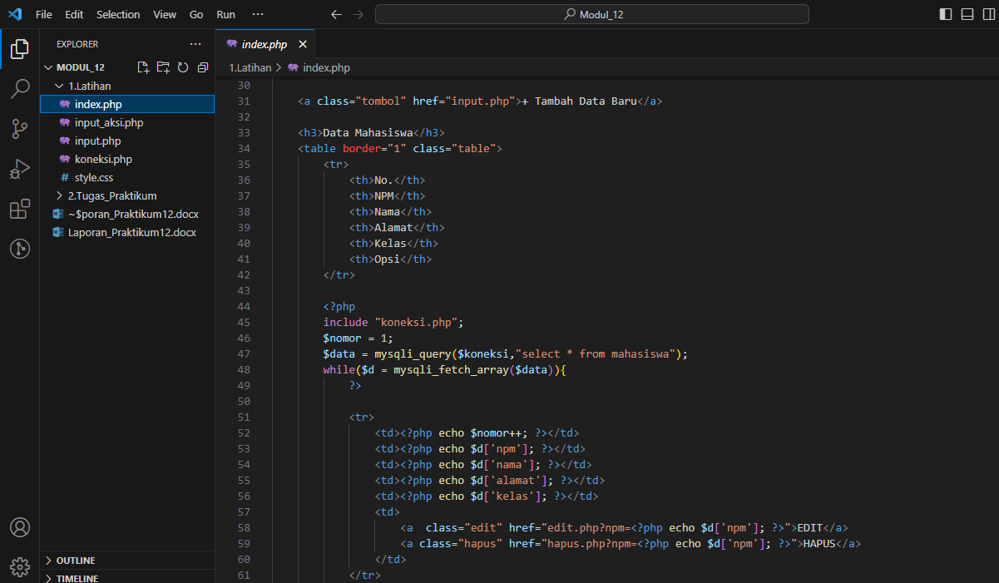 File Edit Selection View Go Run ···
Modul_12
EXPLORER ···
MODUL_12
1.Latihan
index.php
input_aksi.php
input.php
koneksi.php
# style.css
2.Tugas_Praktikum
~$poran_Praktikum12.docx
Laporan_Praktikum12.docx
OUTLINE
TIMELINE
index.php
1.Latihan > index.php
30
31 <a class="tombol" href="input.php">+ Tambah Data Baru</a>
32
33 <h3>Data Mahasiswa</h3>
34 <table border="1" class="table">
35 <tr>
36 <th>No.</th>
37 <th>NPM</th>
38 <th>Nama</th>
39 <th>Alamat</th>
40 <th>Kelas</th>
41 <th>Opsi</th>
42 </tr>
43
44 <?php
45 include "koneksi.php";
46 $nomor = 1;
47 $data = mysqli_query($koneksi,"select * from mahasiswa");
48 while($d = mysqli_fetch_array($data)){
49 ?>
50
51 <tr>
52 <td><?php echo $nomor++; ?></td>
53 <td><?php echo $d['npm']; ?></td>
54 <td><?php echo $d['nama']; ?></td>
55 <td><?php echo $d['alamat']; ?></td>
56 <td><?php echo $d['kelas']; ?></td>
57 <td>
58 <a  class="edit" href="edit.php?npm=<?php echo $d['npm']; ?>">EDIT</a>
59 <a class="hapus" href="hapus.php?npm=<?php echo $d['npm']; ?>">HAPUS</a>
60 </td>
61 </tr>